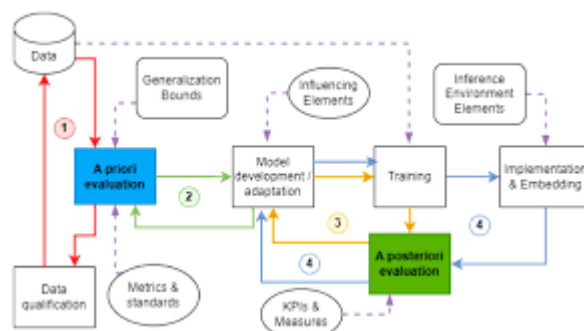 Data
Generalization
Bounds
Influencing
Elements
Inference
Environment
Elements
1
A priori
evaluation
2
Model
development /
adaptation
Training
Implementation
& Embedding
3
4
4
A posteriori
evaluation
Data
qualification
Metrics &
standards
KPIs &
Measures